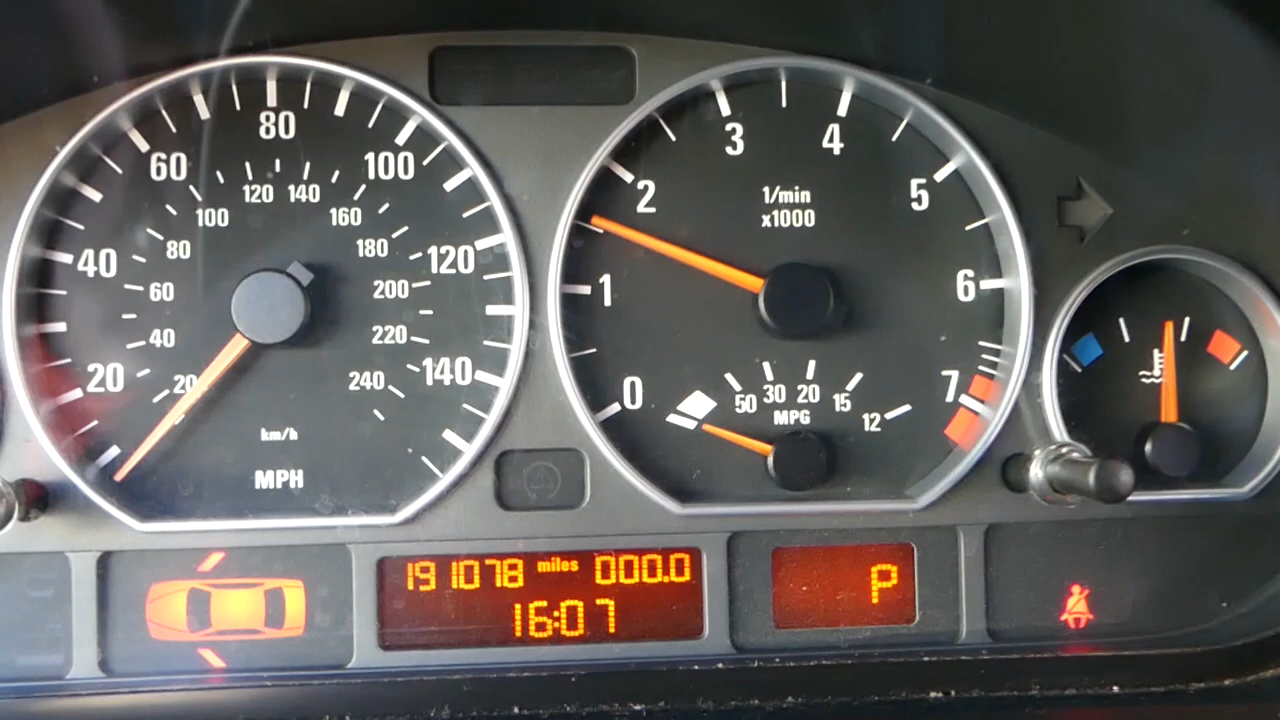 20 40 60 80 100 120 140
20 40 60 80 100 120 140 160 180 200 220 240
km/h
MPH
0 1 2 3 4 5 6 7
1/min
x1000
50 30 20 15 12
MPG
191078 miles 000.0
16:07
P